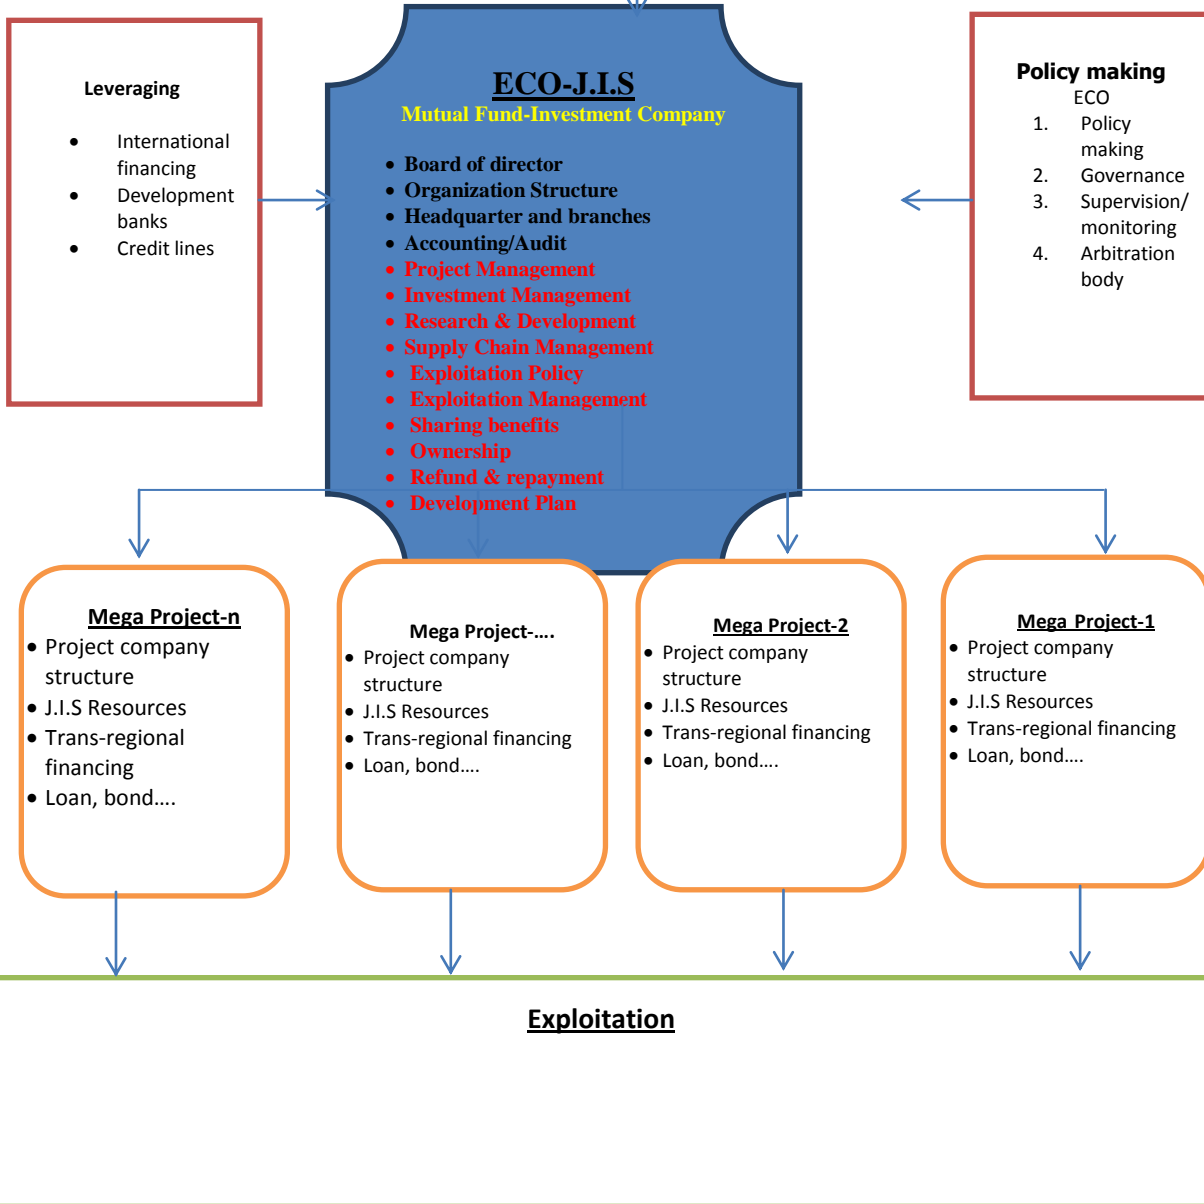 Leveraging
• International
financing
• Development
banks
• Credit lines
ECO-J.I.S
Mutual Fund-Investment Company
• Board of director
• Organization Structure
• Headquarter and branches
• Accounting/Audit
• Project Management
• Investment Management
• Research & Development
• Supply Chain Management
• Exploitation Policy
• Exploitation Management
• Sharing benefits
• Ownership
• Refund & repayment
• Development Plan
Policy making
ECO
1. Policy
making
2. Governance
3. Supervision/
monitoring
4. Arbitration
body
Mega Project-n
• Project company
structure
• J.I.S Resources
• Trans-regional
financing
• Loan, bond....
Mega Project-....
• Project company
structure
• J.I.S Resources
• Trans-regional financing
• Loan, bond....
Mega Project-2
• Project company
structure
• J.I.S Resources
• Trans-regional financing
• Loan, bond....
Mega Project-1
• Project company
structure
• J.I.S Resources
• Trans-regional financing
• Loan, bond....
Exploitation